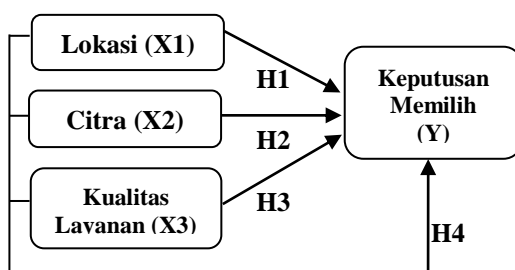 Lokasi (X1)
H1
Citra (X2)
H2
Kualitas
Layanan (X3)
H3
Keputusan
Memilih
(Y)
H4